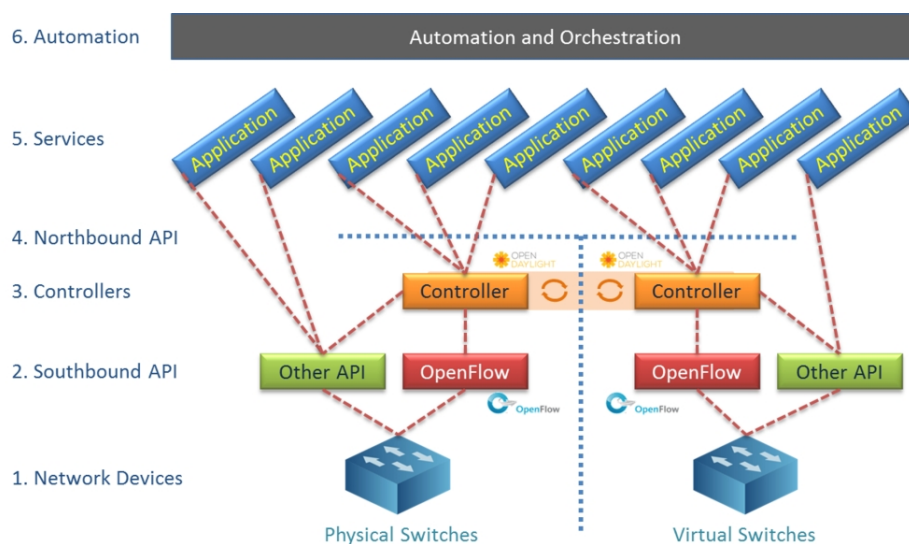 6. Automation
Automation and Orchestration
Application
Application
Application
Application
Application
Application
Application
Application
Application
5. Services
4. Northbound API
OPEN
DAYLIGHT
OPEN
DAYLIGHT
3. Controllers
Controller
Controller
2. Southbound API
Other API
OpenFlow
OpenFlow
Other API
OpenFlow
OpenFlow
1. Network Devices
Physical Switches
Virtual Switches